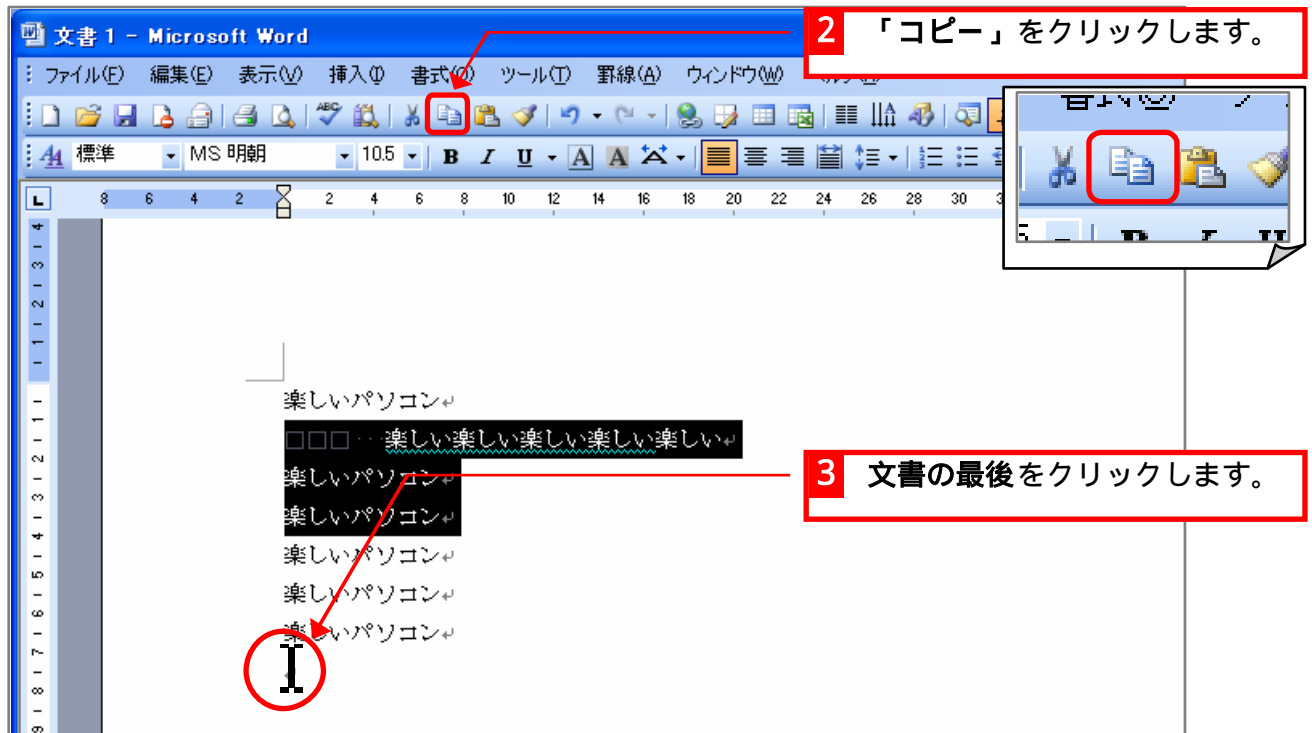 文書 1 - Microsoft Word
2 「コピー」をクリックします。
ファイル(F) 編集(E) 表示(V) 挿入(I) 書式(O) ツール(T) 罫線(A) ウィンドウ(W)
標準 MS 明朝 10.5 B I U A A
8 6 4 2 2 4 6 8 10 12 14 16 18 20 22 24 26 28 30
楽しいパソコン
□□□ 楽しい楽しい楽しい楽しい楽しい
楽しいパソコン
3 文書の最後をクリックします。
楽しいパソコン
楽しいパソコン
楽しいパソコン
楽しいパソコン